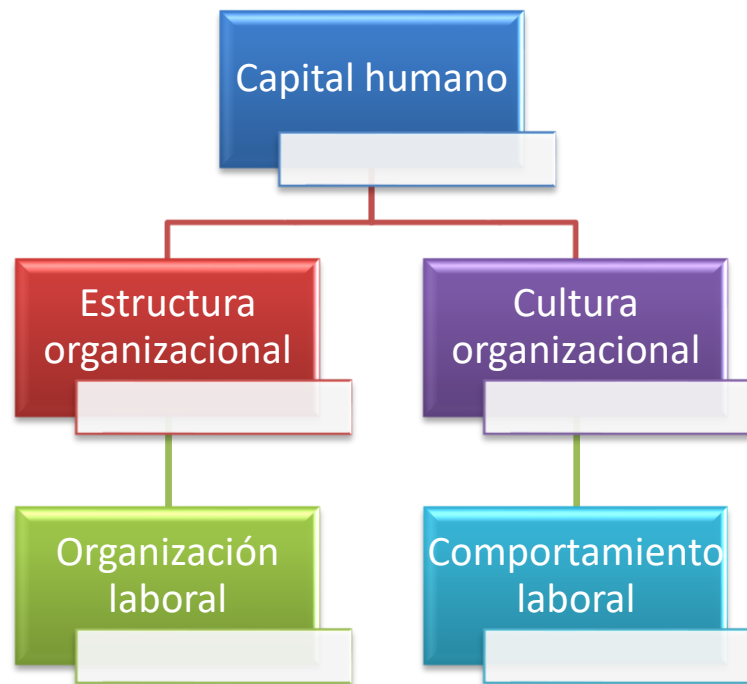 Capital humano
Estructura
organizacional
Cultura
organizacional
Organización
laboral
Comportamiento
laboral